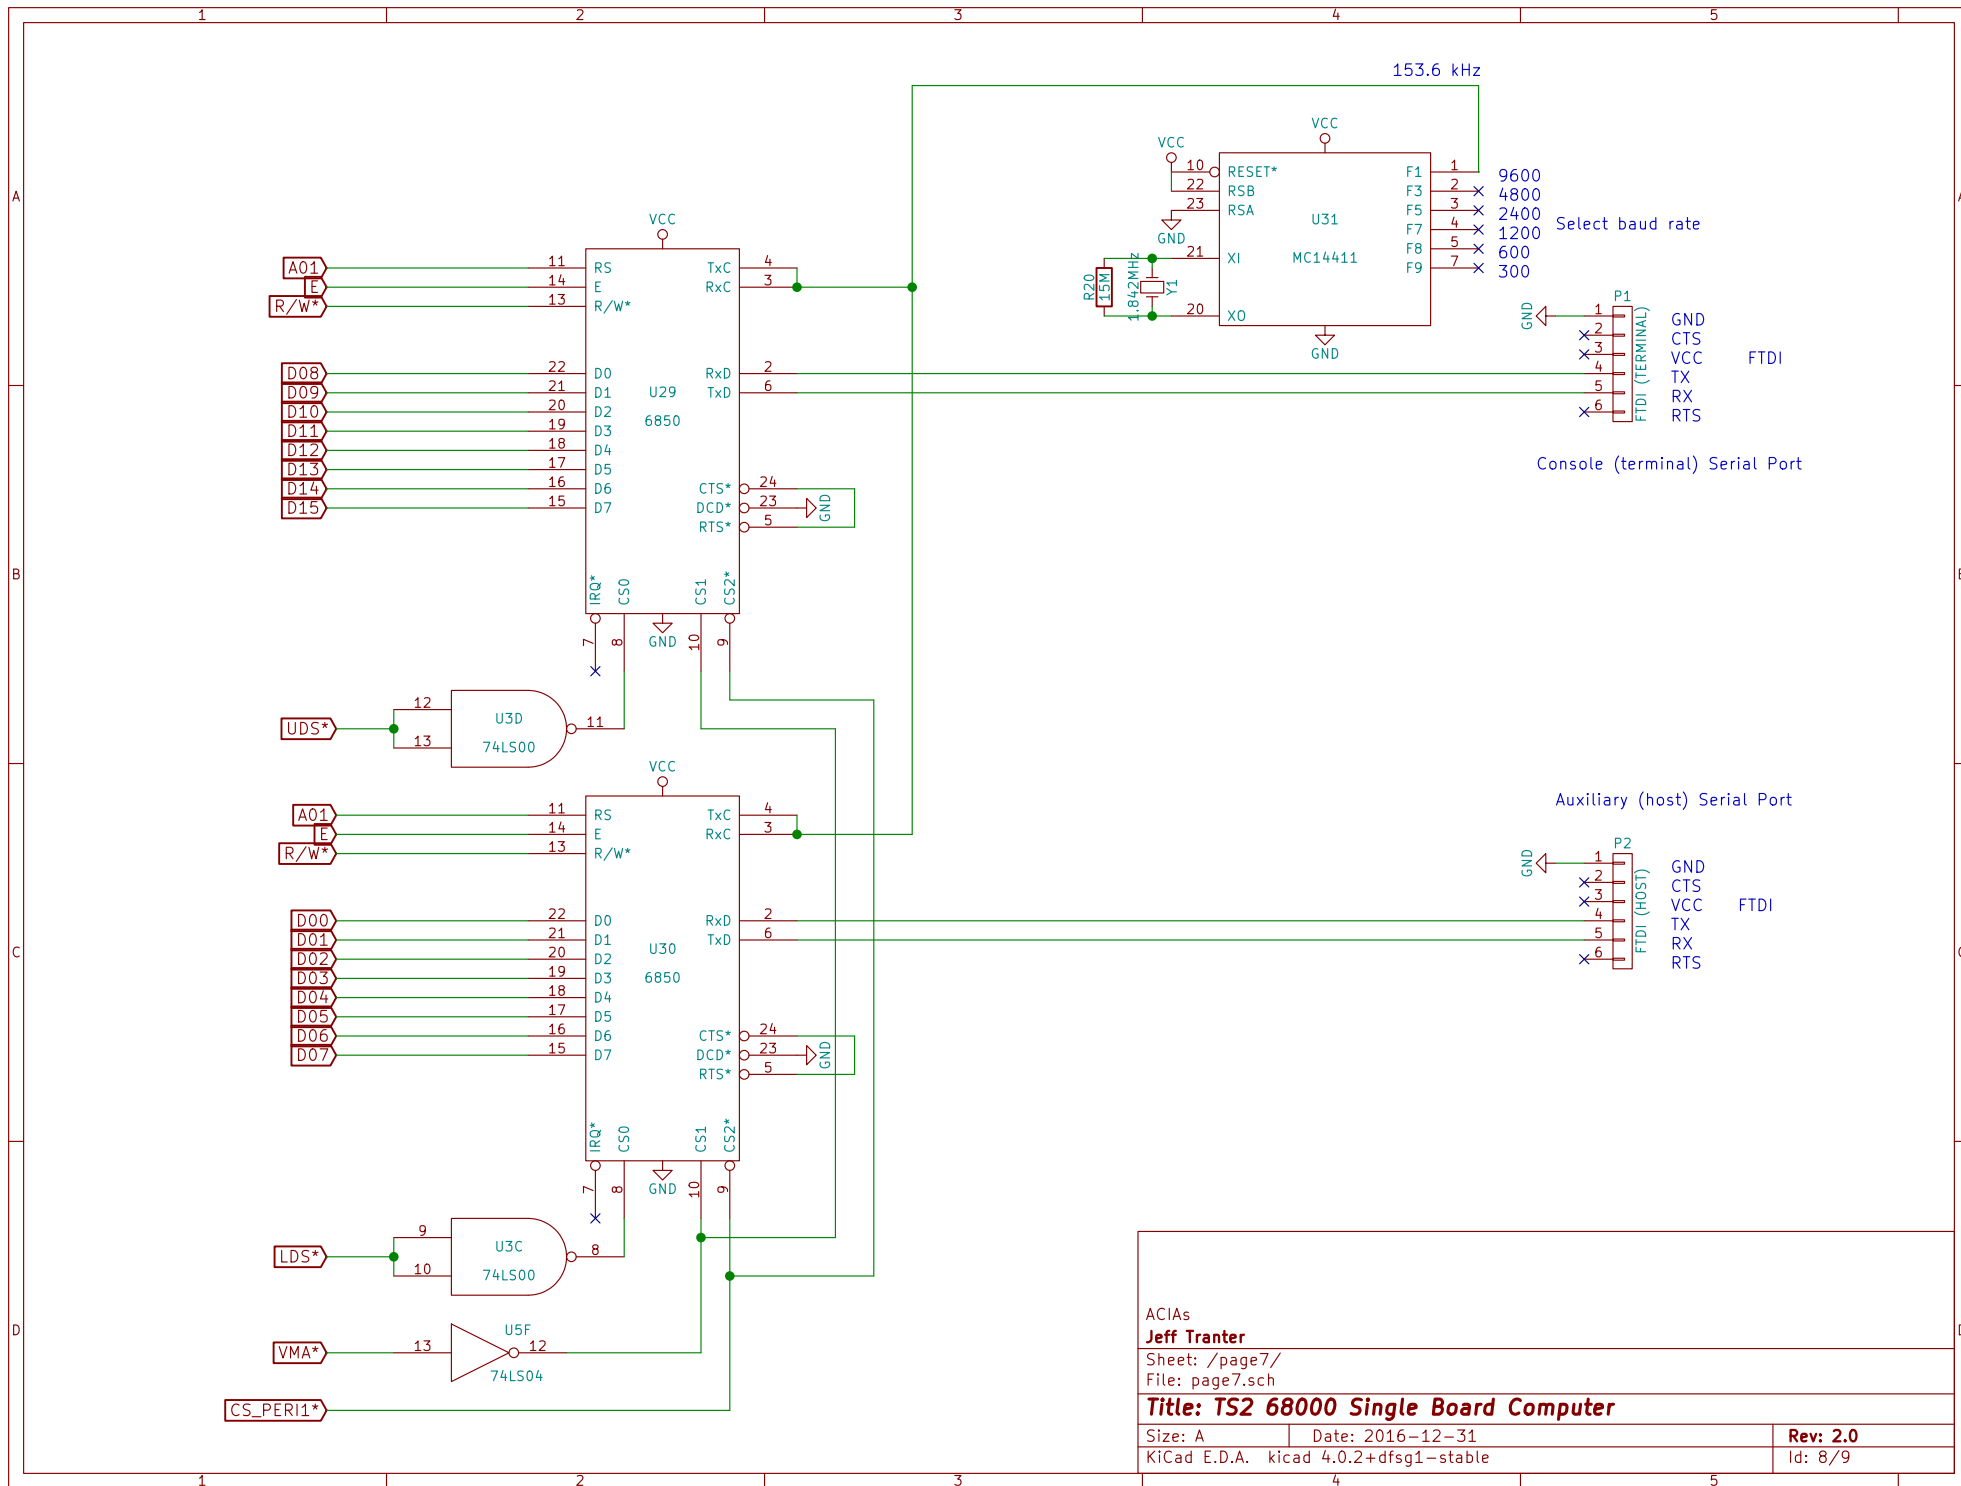 1 2 3 4 5
153.6 kHz
VCC
VCC
10 RESET* F1 1 9600
22 RSB F3 2 4800
A
23 RSA U31 F5 3 2400 Select baud rate
GND F7 4 1200
21 XI MC14411 F8 5 600
F9 7 300
R20 15M 1.842MHz Y1
20 XO
GND
VCC
A01 11 RS TxC 4
E 14 E RxC 3
R/W* 13 R/W*
D08 22 D0 RxD 2
D09 21 D1 U29 TxD 6
D10 20 D2 6850
D11 19 D3
D12 18 D4
D13 17 D5
D14 16 D6 CTS* 24
D15 15 D7 DCD* 23 GND
RTS* 5
IRQ* CS0 CS1 CS2*
7 8 GND 10 9
P1
GND 1 GND
2 CTS
3 VCC FTDI
4 TX
5 RX
6 RTS
FTDI (TERMINAL)
Console (terminal) Serial Port
B
UDS* 12 U3D 11
13 74LS00
VCC
A01 11 RS TxC 4
E 14 E RxC 3
R/W* 13 R/W*
D00 22 D0 RxD 2
D01 21 D1 U30 TxD 6
D02 20 D2 6850
D03 19 D3
D04 18 D4
D05 17 D5
D06 16 D6 CTS* 24
D07 15 D7 DCD* 23 GND
RTS* 5
IRQ* CS0 CS1 CS2*
7 8 GND 10 9
Auxiliary (host) Serial Port
P2
GND 1 GND
2 CTS
3 VCC FTDI
4 TX
5 RX
6 RTS
FTDI (HOST)
C
LDS* 9 U3C 8
10 74LS00
D
VMA* 13 U5F 12
74LS04
CS_PERI1*
ACIAs
Jeff Tranter
Sheet: /page7/
File: page7.sch
Title: TS2 68000 Single Board Computer
Size: A Date: 2016-12-31 Rev: 2.0
KiCad E.D.A. kicad 4.0.2+dfsg1-stable Id: 8/9
1 2 3 4 5